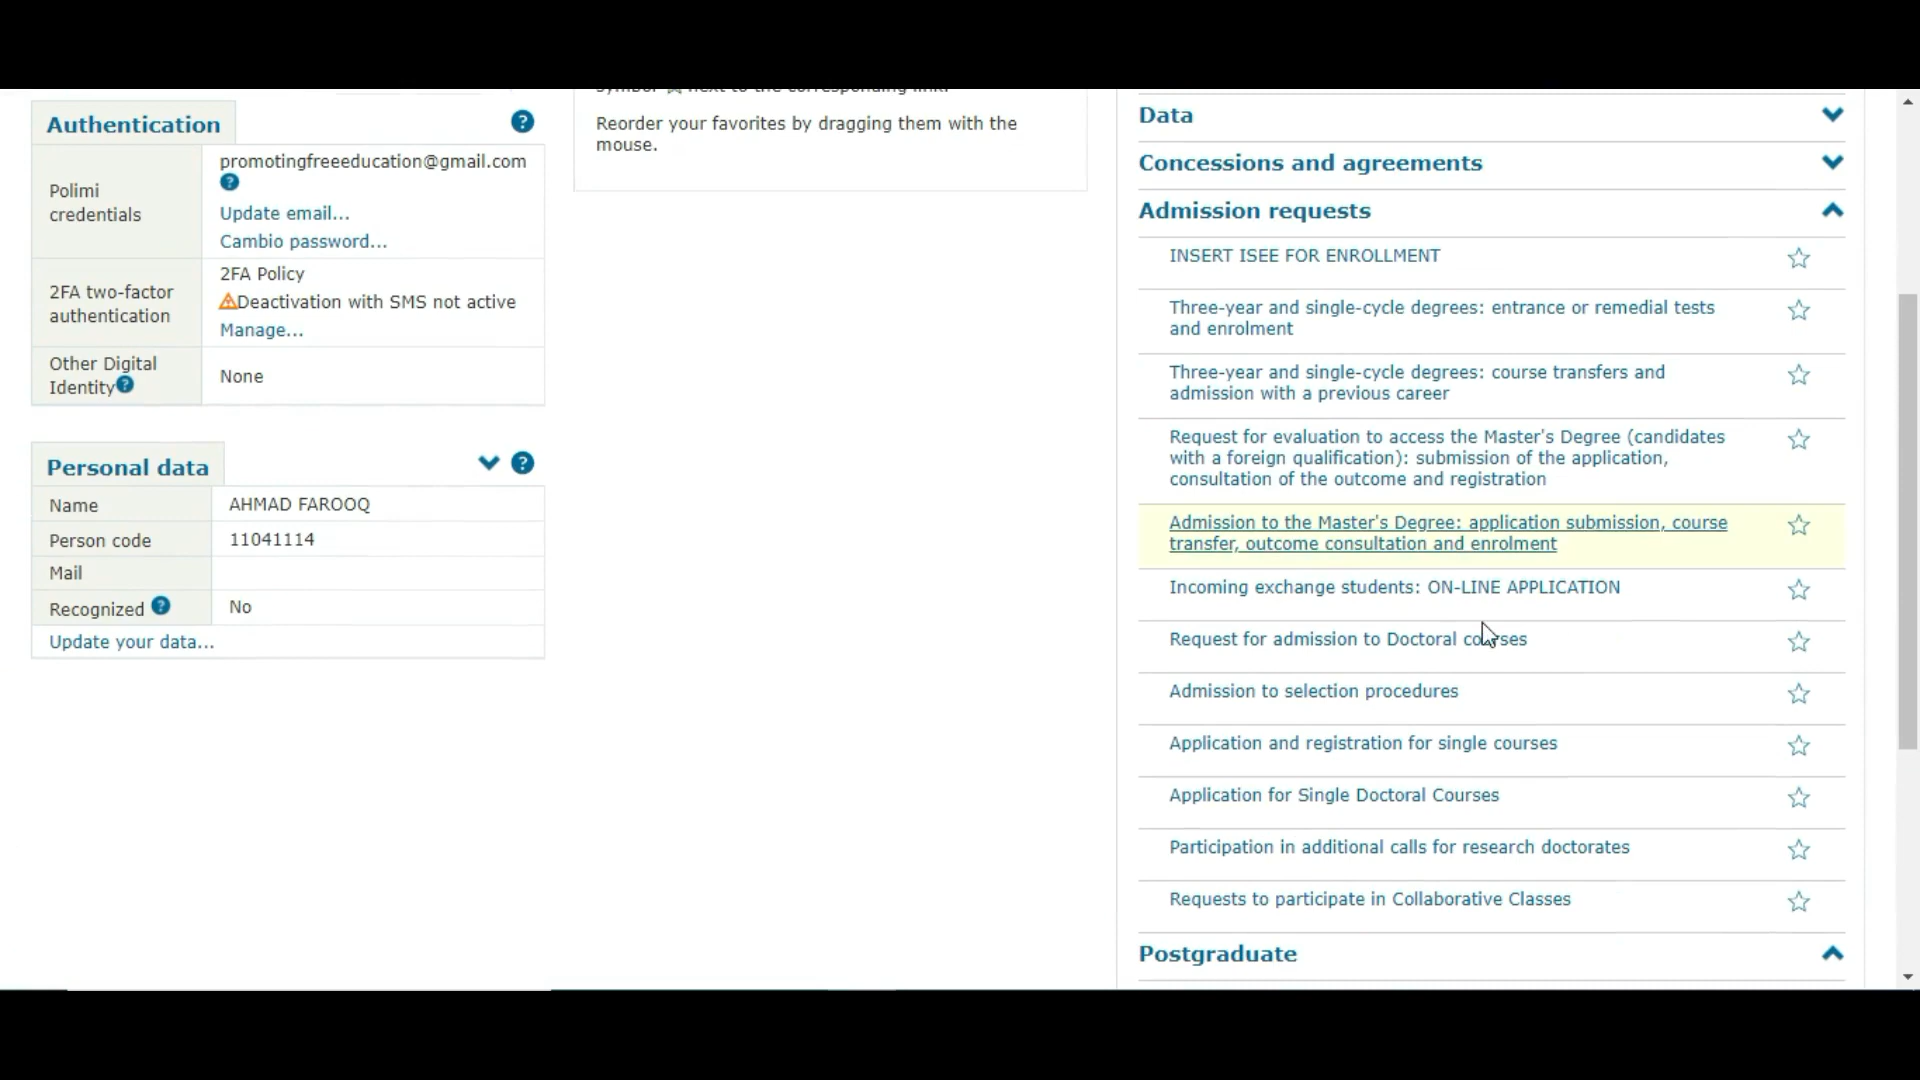 Authentication
Polimi
credentials
promotingfreeeducation@gmail.com
Update email...
Cambio password...
2FA two-factor
authentication
2FA Policy
Deactivation with SMS not active
Manage...
Other Digital
Identity
None
Personal data
Name
AHMAD FAROOQ
Person code
11041114
Mail
Recognized
No
Update your data...
symbol ☆ next to the corresponding link.
Reorder your favorites by dragging them with the
mouse.
Data
Concessions and agreements
Admission requests
INSERT ISEE FOR ENROLLMENT
Three-year and single-cycle degrees: entrance or remedial tests
and enrolment
Three-year and single-cycle degrees: course transfers and
admission with a previous career
Request for evaluation to access the Master's Degree (candidates
with a foreign qualification): submission of the application,
consultation of the outcome and registration
Admission to the Master's Degree: application submission, course
transfer, outcome consultation and enrolment
Incoming exchange students: ON-LINE APPLICATION
Request for admission to Doctoral courses
Admission to selection procedures
Application and registration for single courses
Application for Single Doctoral Courses
Participation in additional calls for research doctorates
Requests to participate in Collaborative Classes
Postgraduate